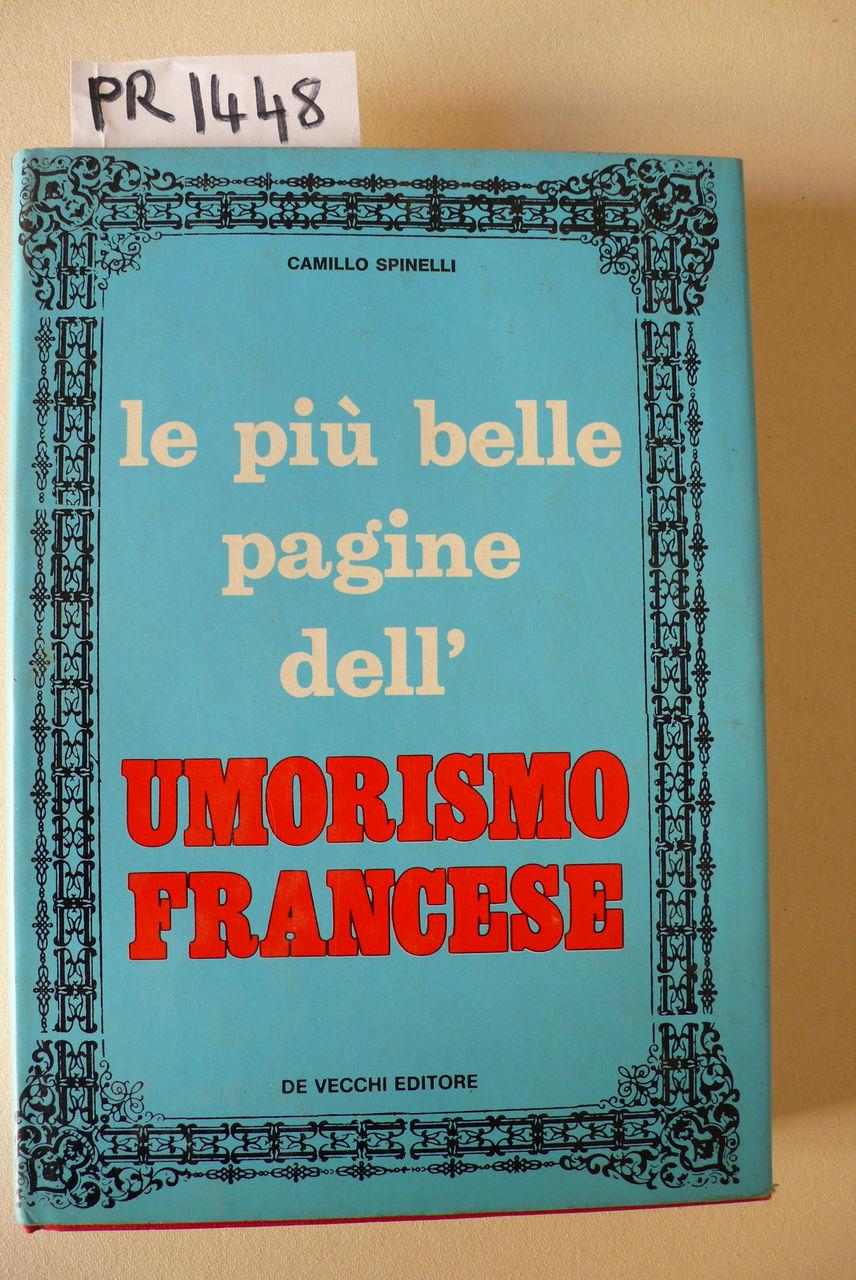 PR 1448
CAMILLO SPINELLI
le più belle
pagine
dell'
UMORISMO
FRANCESE
DE VECCHI EDITORE